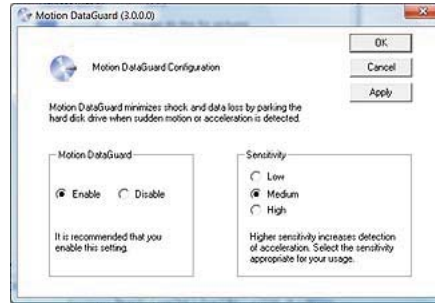 Motion DataGuard (3.0.0.0)
OK
Motion DataGuard Configuration
Cancel
Apply
Motion DataGuard minimizes shock and data loss by parking the
hard disk drive when sudden motion or acceleration is detected.
Motion DataGuard
Enable
Disable
It is recommended that you
enable this setting.
Sensitivity
Low
Medium
High
Higher sensitivity increases detection
of acceleration. Select the sensitivity
appropriate for your usage.